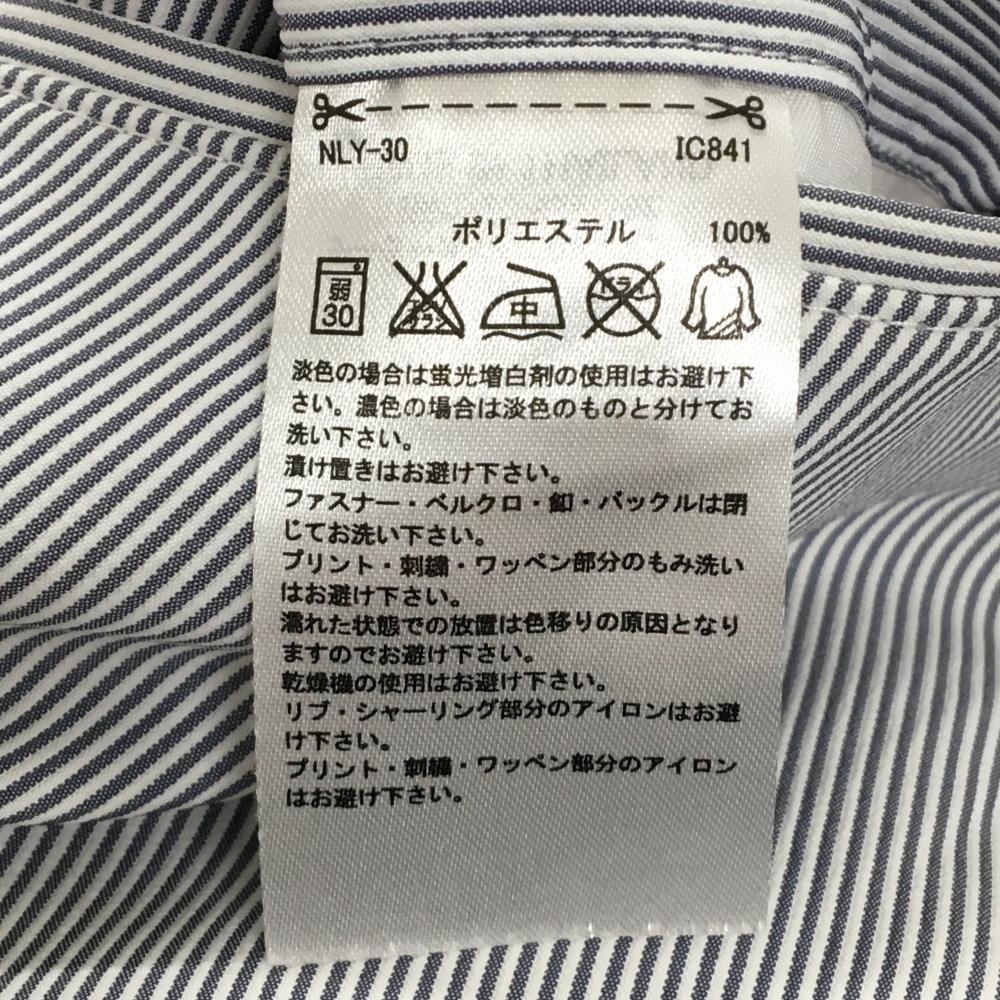 NLY-30 IC841
ポリエステル 100%
弱 30 エンソ サラシ 中 ドライ
淡色の場合は蛍光増白剤の使用はお避け下
さい。濃色の場合は淡色のものと分けてお
洗い下さい。
漬け置きはお避け下さい。
ファスナー・ベルクロ・釦・バックルは閉
じてお洗い下さい。
プリント・刺繍・ワッペン部分のもみ洗い
はお避け下さい。
濡れた状態での放置は色移りの原因となり
ますのでお避け下さい。
乾燥機の使用はお避け下さい。
リブ・シャーリング部分のアイロンはお避
け下さい。
プリント・刺繍・ワッペン部分のアイロン
はお避け下さい。